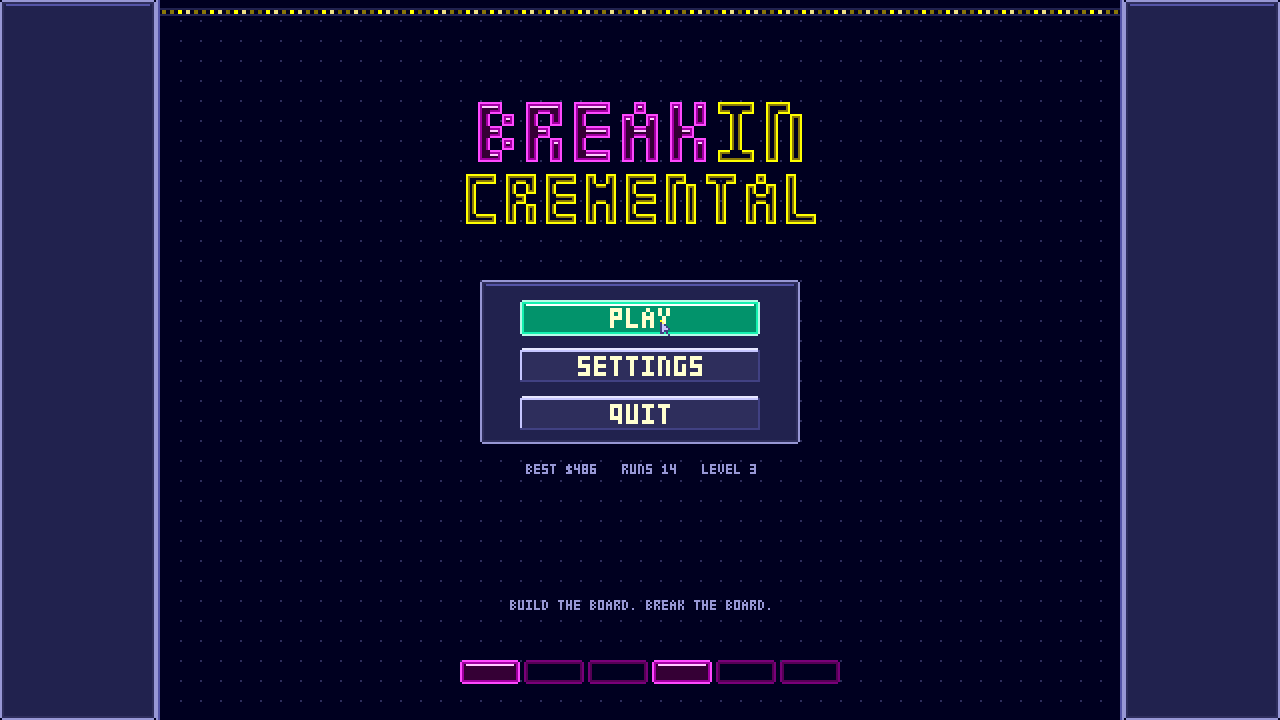 BREAKIN
CREMENTAL
PLAY
SETTINGS
QUIT
BEST $486 RUNS 14 LEVEL 3
BUILD THE BOARD. BREAK THE BOARD.